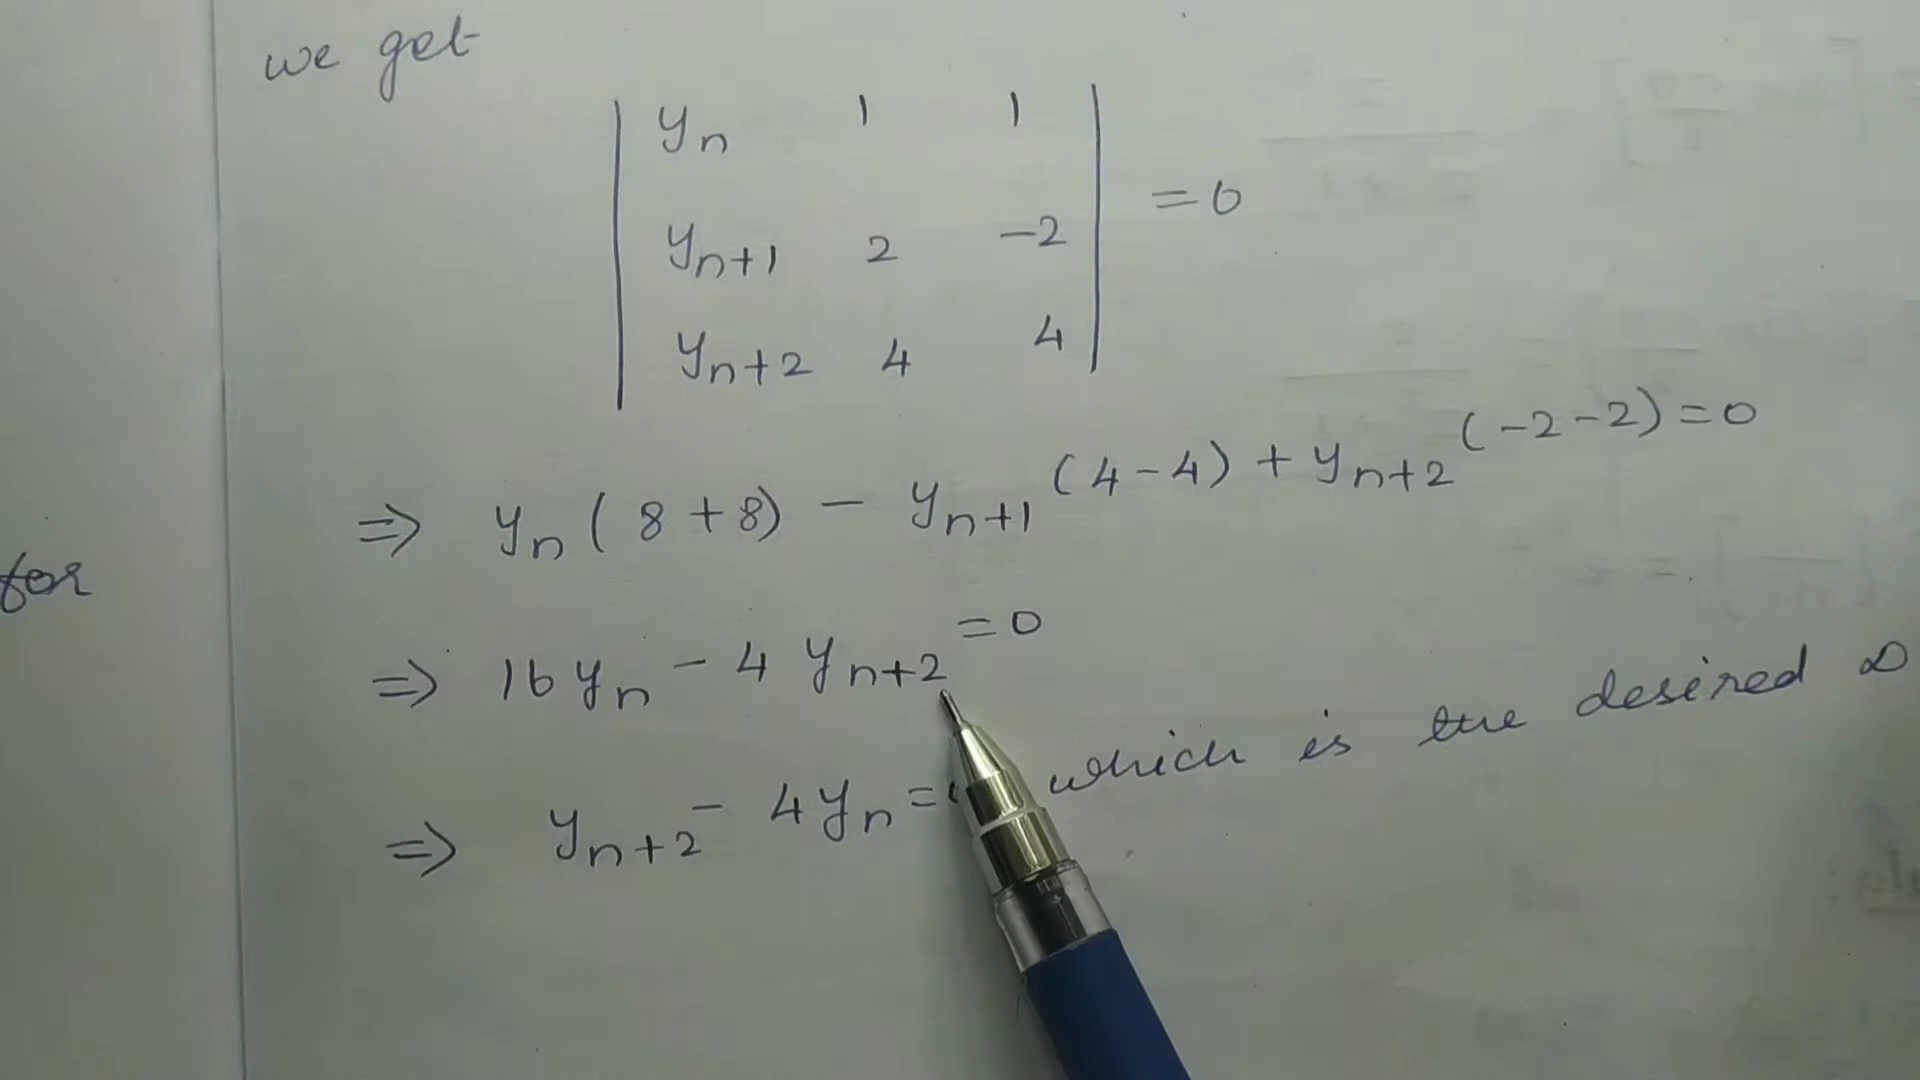 we get
| yₙ 1 1 |
| yₙ₊₁ 2 -2 | = 0
| yₙ₊₂ 4 4 |
⇒ yₙ ( 8 + 8) - yₙ₊₁ (4-4) + yₙ₊₂ (-2-2) = 0
for
⇒ 16 yₙ - 4 yₙ₊₂ = 0
⇒ yₙ₊₂ - 4yₙ = which is the desired